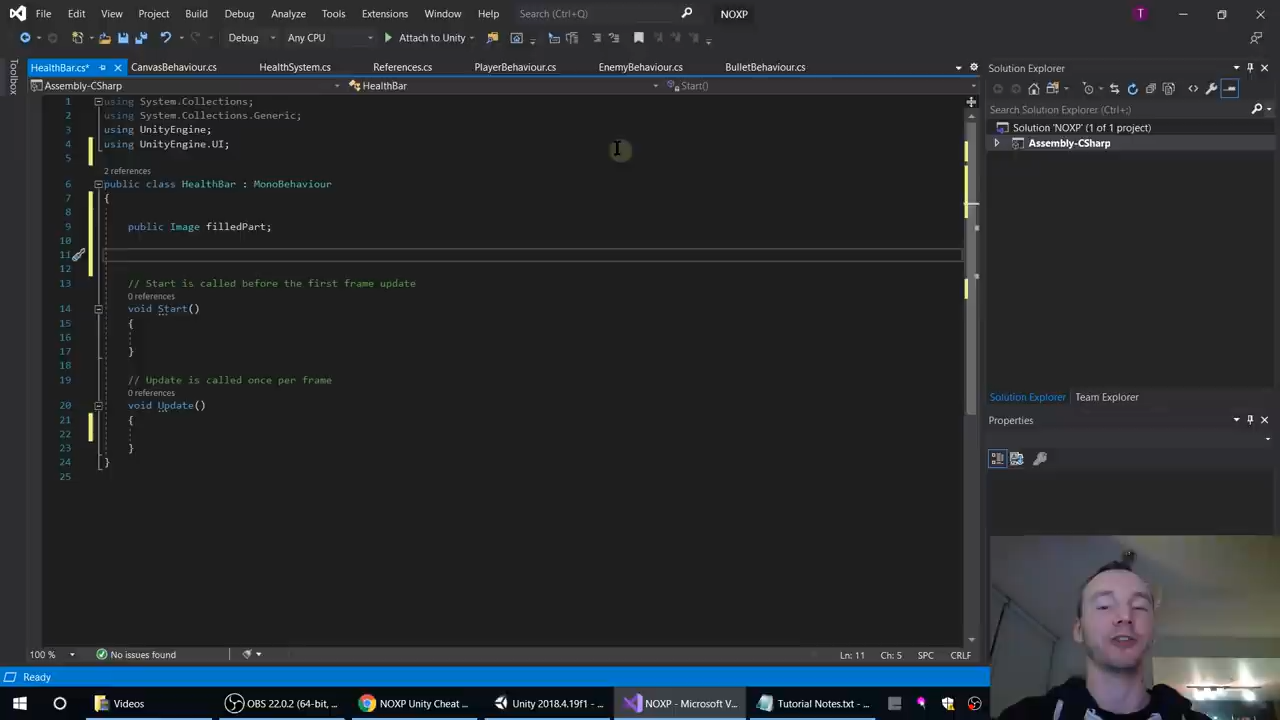 File Edit View Project Build Debug Analyze Tools Extensions Window Help Search (Ctrl+Q) NOXP T
Debug Any CPU Attach to Unity
Toolbox
HealthBar.cs* CanvasBehaviour.cs HealthSystem.cs References.cs PlayerBehaviour.cs EnemyBehaviour.cs BulletBehaviour.cs
Assembly-CSharp HealthBar Start()
1 using System.Collections;
2 using System.Collections.Generic;
3 using UnityEngine;
4 using UnityEngine.UI;
5
2 references
6 public class HealthBar : MonoBehaviour
7 {
8
9 public Image filledPart;
10
11
12
13 // Start is called before the first frame update
0 references
14 void Start()
15 {
16
17 }
18
19 // Update is called once per frame
0 references
20 void Update()
21 {
22
23 }
24 }
25
100 % No issues found Ln: 11 Ch: 5 SPC CRLF
Solution Explorer
Search Solution Explorer (Ctrl+;)
Solution 'NOXP' (1 of 1 project)
Assembly-CSharp
Solution Explorer Team Explorer
Properties
Ready
Videos OBS 22.0.2 (64-bit, ... NOXP Unity Cheat ... Unity 2018.4.19f1 - ... NOXP - Microsoft V... Tutorial Notes.txt - ...